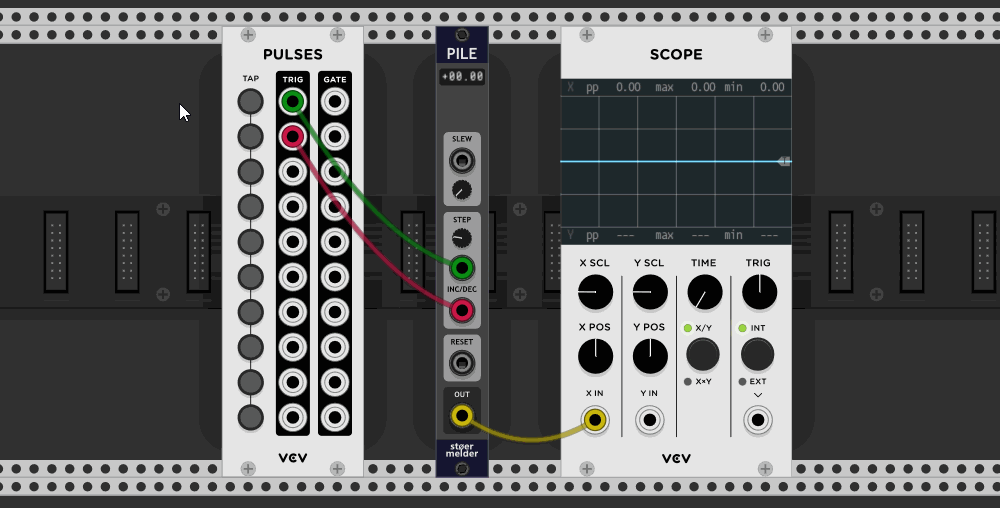 PULSES
TAP TRIG GATE
VCV
PILE
+00.00
SLEW
STEP
INC/DEC
RESET
OUT
stoer
melder
SCOPE
X pp 0.00 max 0.00 min 0.00
Y pp --- max --- min ---
X SCL Y SCL TIME TRIG
X POS Y POS X/Y INT
X×Y EXT
X IN Y IN
VCV